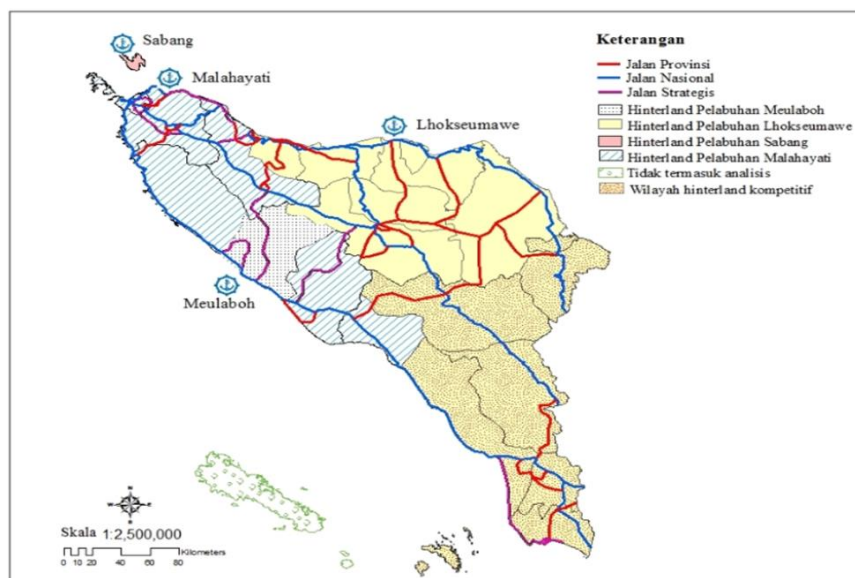 Sabang
Malahayati
Lhokseumawe
Meulaboh
Keterangan
Jalan Provinsi
Jalan Nasional
Jalan Strategis
Hinterland Pelabuhan Meulaboh
Hinterland Pelabuhan Lhokseumawe
Hinterland Pelabuhan Sabang
Hinterland Pelabuhan Malahayati
Tidak termasuk analisis
Wilayah hinterland kompetitif
Skala 1:2,500,000
Kilometers
0 10 20 40 60 80